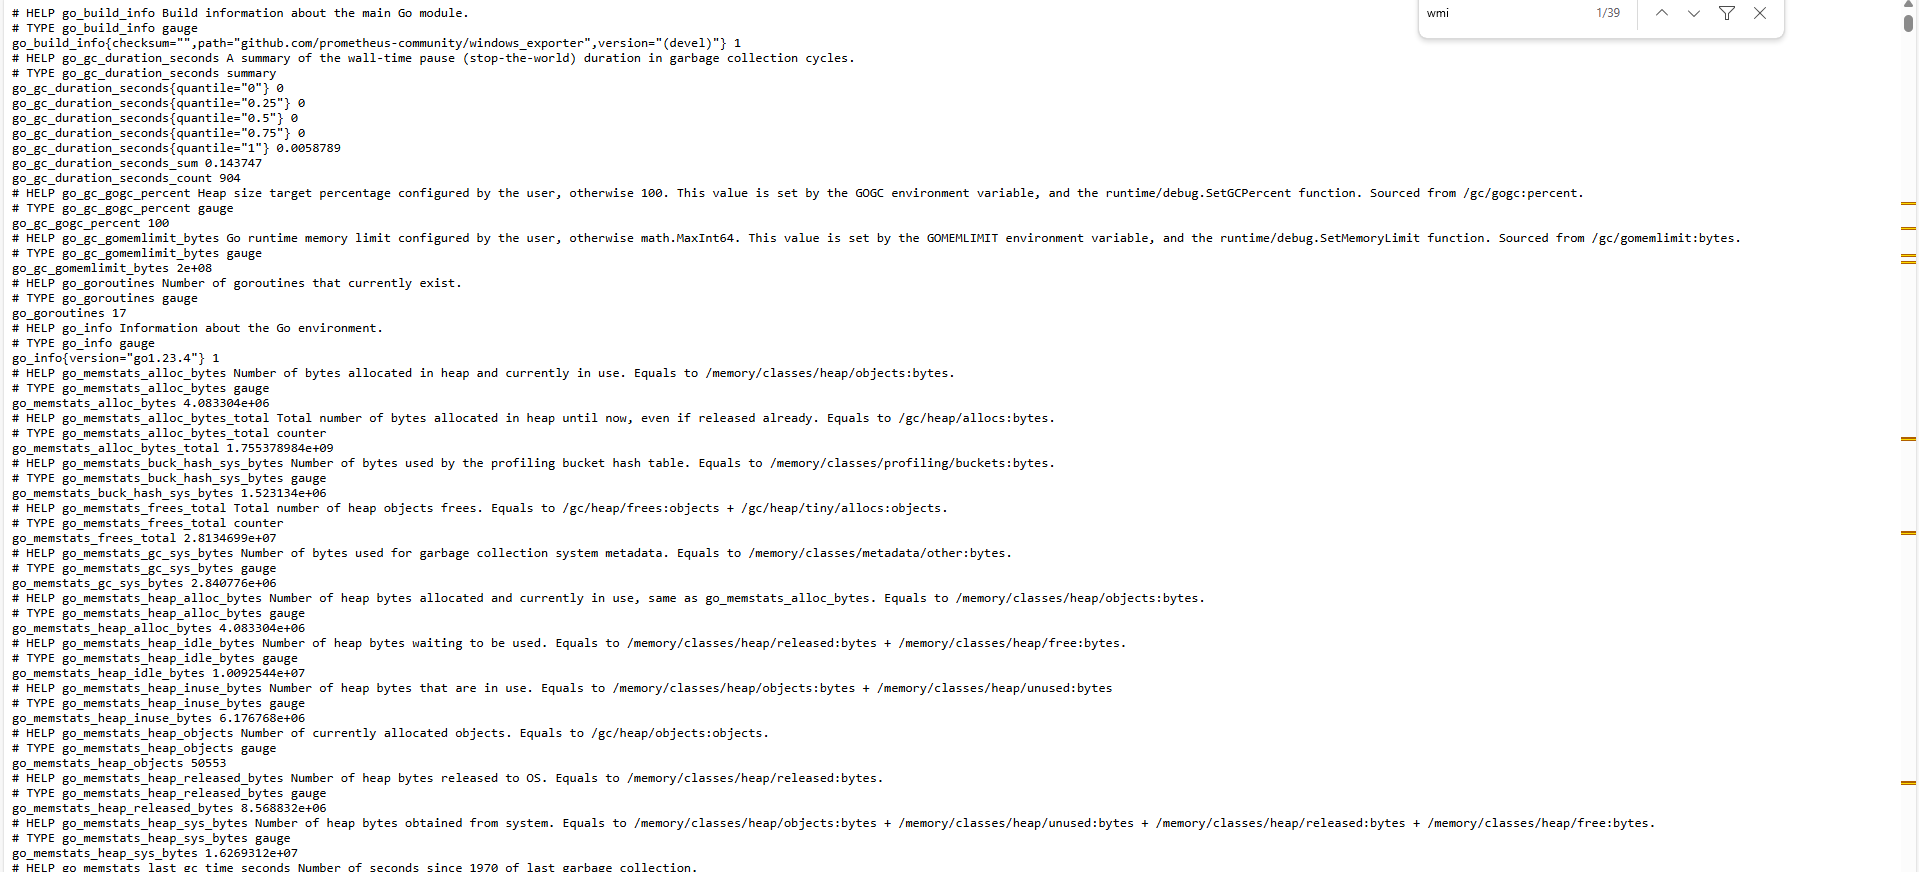 # HELP go_build_info Build information about the main Go module.
# TYPE go_build_info gauge
go_build_info{checksum="",path="github.com/prometheus-community/windows_exporter",version="(devel)"} 1
# HELP go_gc_duration_seconds A summary of the wall-time pause (stop-the-world) duration in garbage collection cycles.
# TYPE go_gc_duration_seconds summary
go_gc_duration_seconds{quantile="0"} 0
go_gc_duration_seconds{quantile="0.25"} 0
go_gc_duration_seconds{quantile="0.5"} 0
go_gc_duration_seconds{quantile="0.75"} 0
go_gc_duration_seconds{quantile="1"} 0.0058789
go_gc_duration_seconds_sum 0.143747
go_gc_duration_seconds_count 904
# HELP go_gc_gogc_percent Heap size target percentage configured by the user, otherwise 100. This value is set by the GOGC environment variable, and the runtime/debug.SetGCPercent function. Sourced from /gc/gogc:percent.
# TYPE go_gc_gogc_percent gauge
go_gc_gogc_percent 100
# HELP go_gc_gomemlimit_bytes Go runtime memory limit configured by the user, otherwise math.MaxInt64. This value is set by the GOMEMLIMIT environment variable, and the runtime/debug.SetMemoryLimit function. Sourced from /gc/gomemlimit:bytes.
# TYPE go_gc_gomemlimit_bytes gauge
go_gc_gomemlimit_bytes 2e+08
# HELP go_goroutines Number of goroutines that currently exist.
# TYPE go_goroutines gauge
go_goroutines 17
# HELP go_info Information about the Go environment.
# TYPE go_info gauge
go_info{version="go1.23.4"} 1
# HELP go_memstats_alloc_bytes Number of bytes allocated in heap and currently in use. Equals to /memory/classes/heap/objects:bytes.
# TYPE go_memstats_alloc_bytes gauge
go_memstats_alloc_bytes 4.083304e+06
# HELP go_memstats_alloc_bytes_total Total number of bytes allocated in heap until now, even if released already. Equals to /gc/heap/allocs:bytes.
# TYPE go_memstats_alloc_bytes_total counter
go_memstats_alloc_bytes_total 1.755378984e+09
# HELP go_memstats_buck_hash_sys_bytes Number of bytes used by the profiling bucket hash table. Equals to /memory/classes/profiling/buckets:bytes.
# TYPE go_memstats_buck_hash_sys_bytes gauge
go_memstats_buck_hash_sys_bytes 1.523134e+06
# HELP go_memstats_frees_total Total number of heap objects frees. Equals to /gc/heap/frees:objects + /gc/heap/tiny/allocs:objects.
# TYPE go_memstats_frees_total counter
go_memstats_frees_total 2.8134699e+07
# HELP go_memstats_gc_sys_bytes Number of bytes used for garbage collection system metadata. Equals to /memory/classes/metadata/other:bytes.
# TYPE go_memstats_gc_sys_bytes gauge
go_memstats_gc_sys_bytes 2.840776e+06
# HELP go_memstats_heap_alloc_bytes Number of heap bytes allocated and currently in use, same as go_memstats_alloc_bytes. Equals to /memory/classes/heap/objects:bytes.
# TYPE go_memstats_heap_alloc_bytes gauge
go_memstats_heap_alloc_bytes 4.083304e+06
# HELP go_memstats_heap_idle_bytes Number of heap bytes waiting to be used. Equals to /memory/classes/heap/released:bytes + /memory/classes/heap/free:bytes.
# TYPE go_memstats_heap_idle_bytes gauge
go_memstats_heap_idle_bytes 1.0092544e+07
# HELP go_memstats_heap_inuse_bytes Number of heap bytes that are in use. Equals to /memory/classes/heap/objects:bytes + /memory/classes/heap/unused:bytes
# TYPE go_memstats_heap_inuse_bytes gauge
go_memstats_heap_inuse_bytes 6.176768e+06
# HELP go_memstats_heap_objects Number of currently allocated objects. Equals to /gc/heap/objects:objects.
# TYPE go_memstats_heap_objects gauge
go_memstats_heap_objects 50553
# HELP go_memstats_heap_released_bytes Number of heap bytes released to OS. Equals to /memory/classes/heap/released:bytes.
# TYPE go_memstats_heap_released_bytes gauge
go_memstats_heap_released_bytes 8.568832e+06
# HELP go_memstats_heap_sys_bytes Number of heap bytes obtained from system. Equals to /memory/classes/heap/objects:bytes + /memory/classes/heap/unused:bytes + /memory/classes/heap/released:bytes + /memory/classes/heap/free:bytes.
# TYPE go_memstats_heap_sys_bytes gauge
go_memstats_heap_sys_bytes 1.6269312e+07
# HELP go_memstats_last_gc_time_seconds Number of seconds since 1970 of last garbage collection.
wmi
1/39